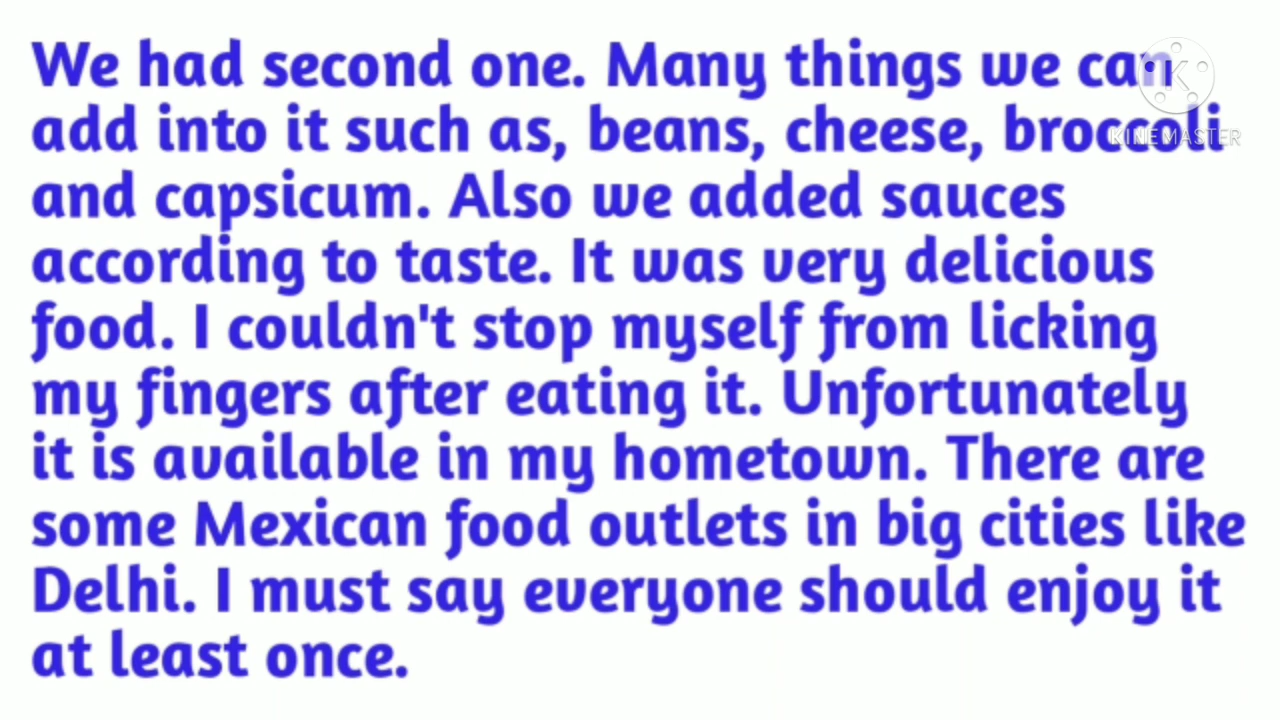 We had second one. Many things we can
add into it such as, beans, cheese, broccoli
and capsicum. Also we added sauces
according to taste. It was very delicious
food. I couldn't stop myself from licking
my fingers after eating it. Unfortunately
it is available in my hometown. There are
some Mexican food outlets in big cities like
Delhi. I must say everyone should enjoy it
at least once.
K
KINEMASTER